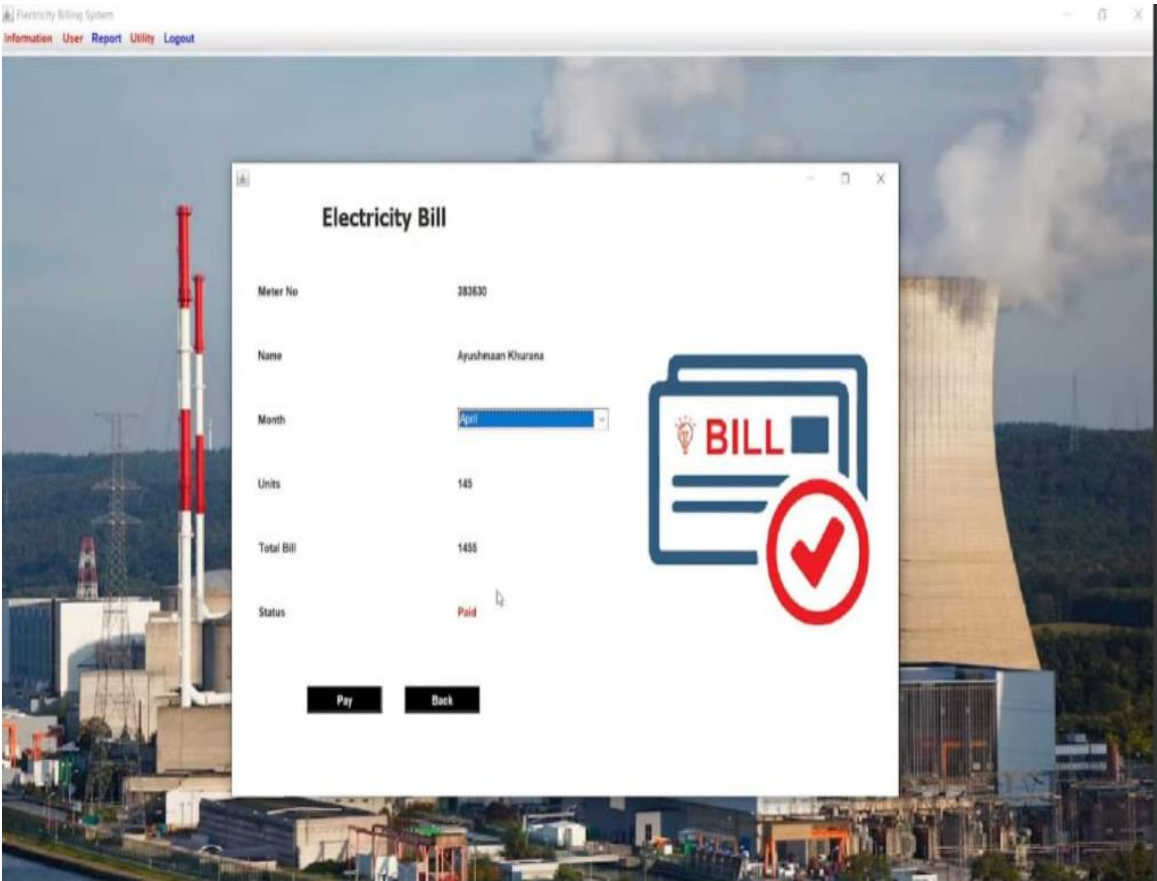 Electricity Billing System
Information User Report Utility Logout
Electricity Bill
Meter No 383630
Name Ayushmaan Khurana
Month April
Units 145
BILL
Total Bill 1455
Status Paid
Pay Back